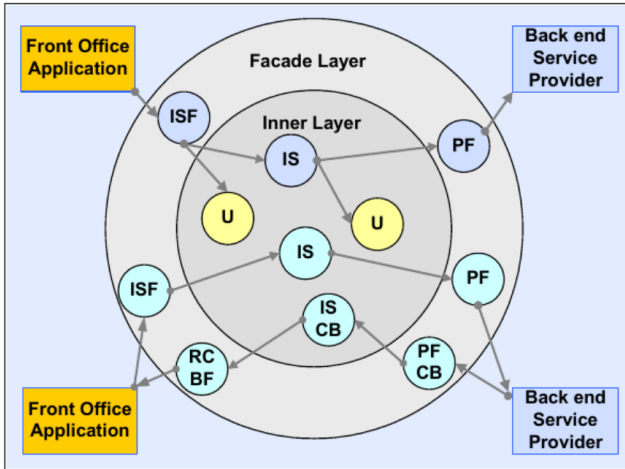 Front Office
Application
Back end
Service
Provider
Facade Layer
ISF
Inner Layer
IS
PF
U
U
IS
ISF
PF
IS
CB
RC
BF
PF
CB
Front Office
Application
Back end
Service
Provider